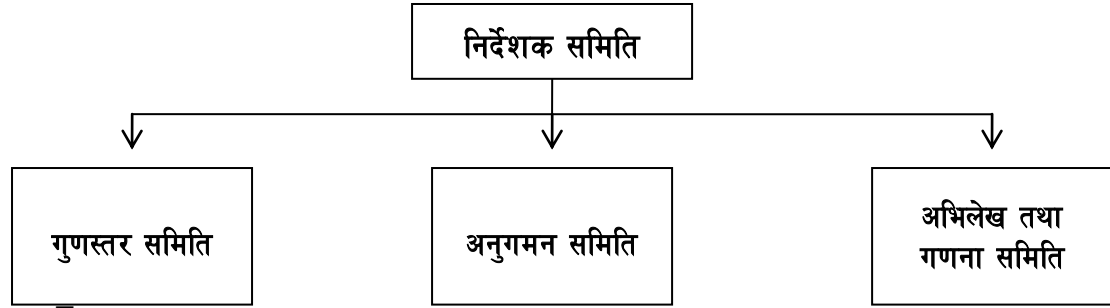 निर्देशक समिति
गुणस्तर समिति
अनुगमन समिति
अभिलेख तथा
गणना समिति